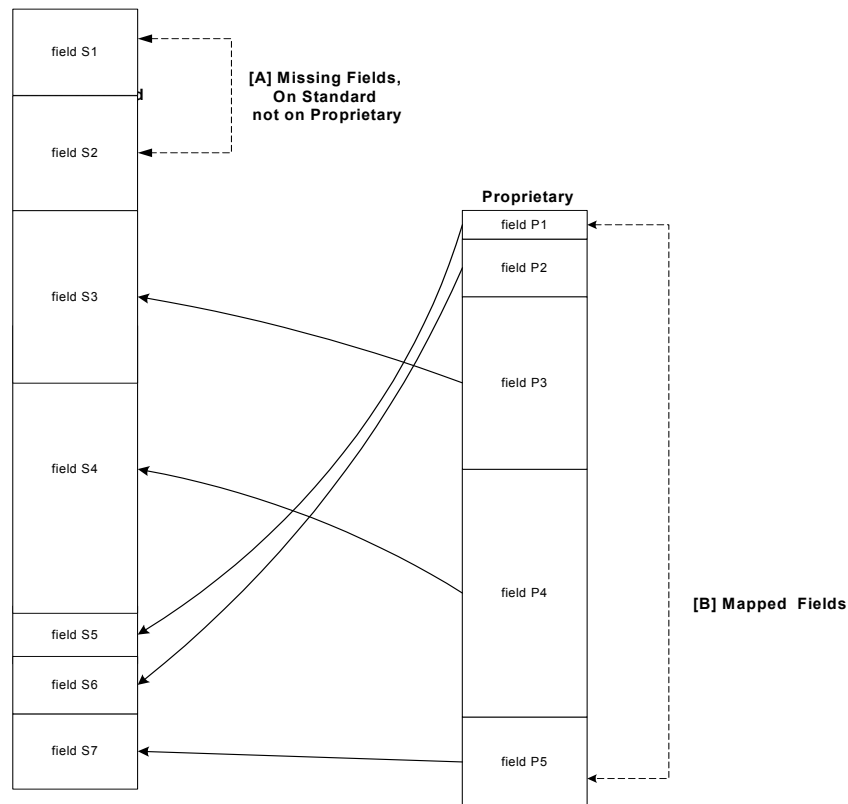 field S1
[A] Missing Fields,
On Standard
not on Proprietary
d
field S2
Proprietary
field P1
field P2
field S3
field P3
field S4
field P4
[B] Mapped Fields
field S5
field S6
field S7
field P5